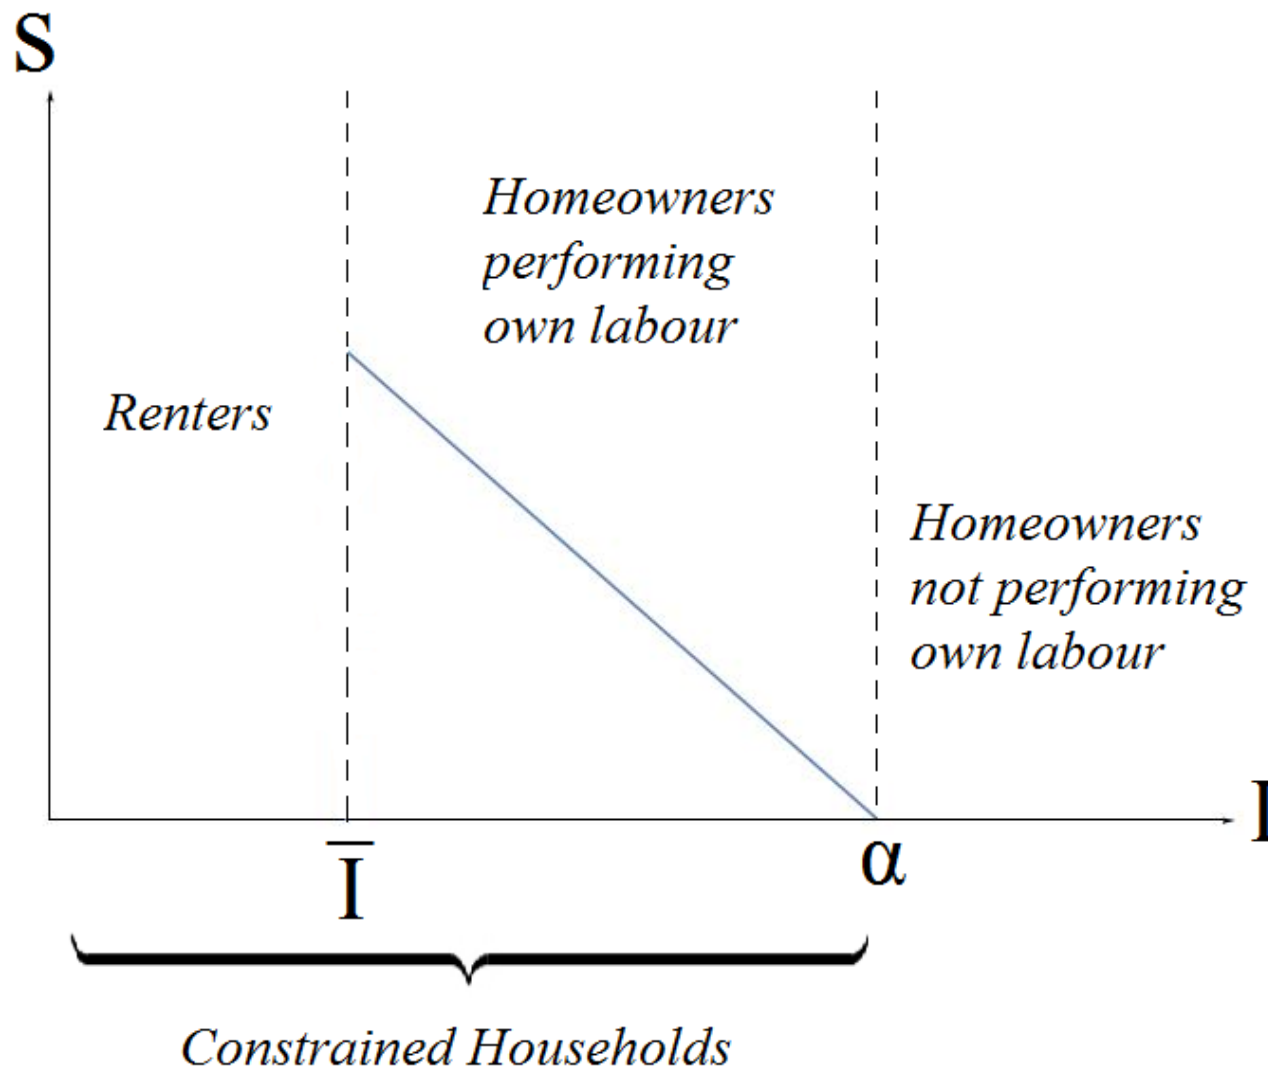 S
Homeowners
performing
own labour
Renters
Homeowners
not performing
own labour
I
I̅
α
Constrained Households